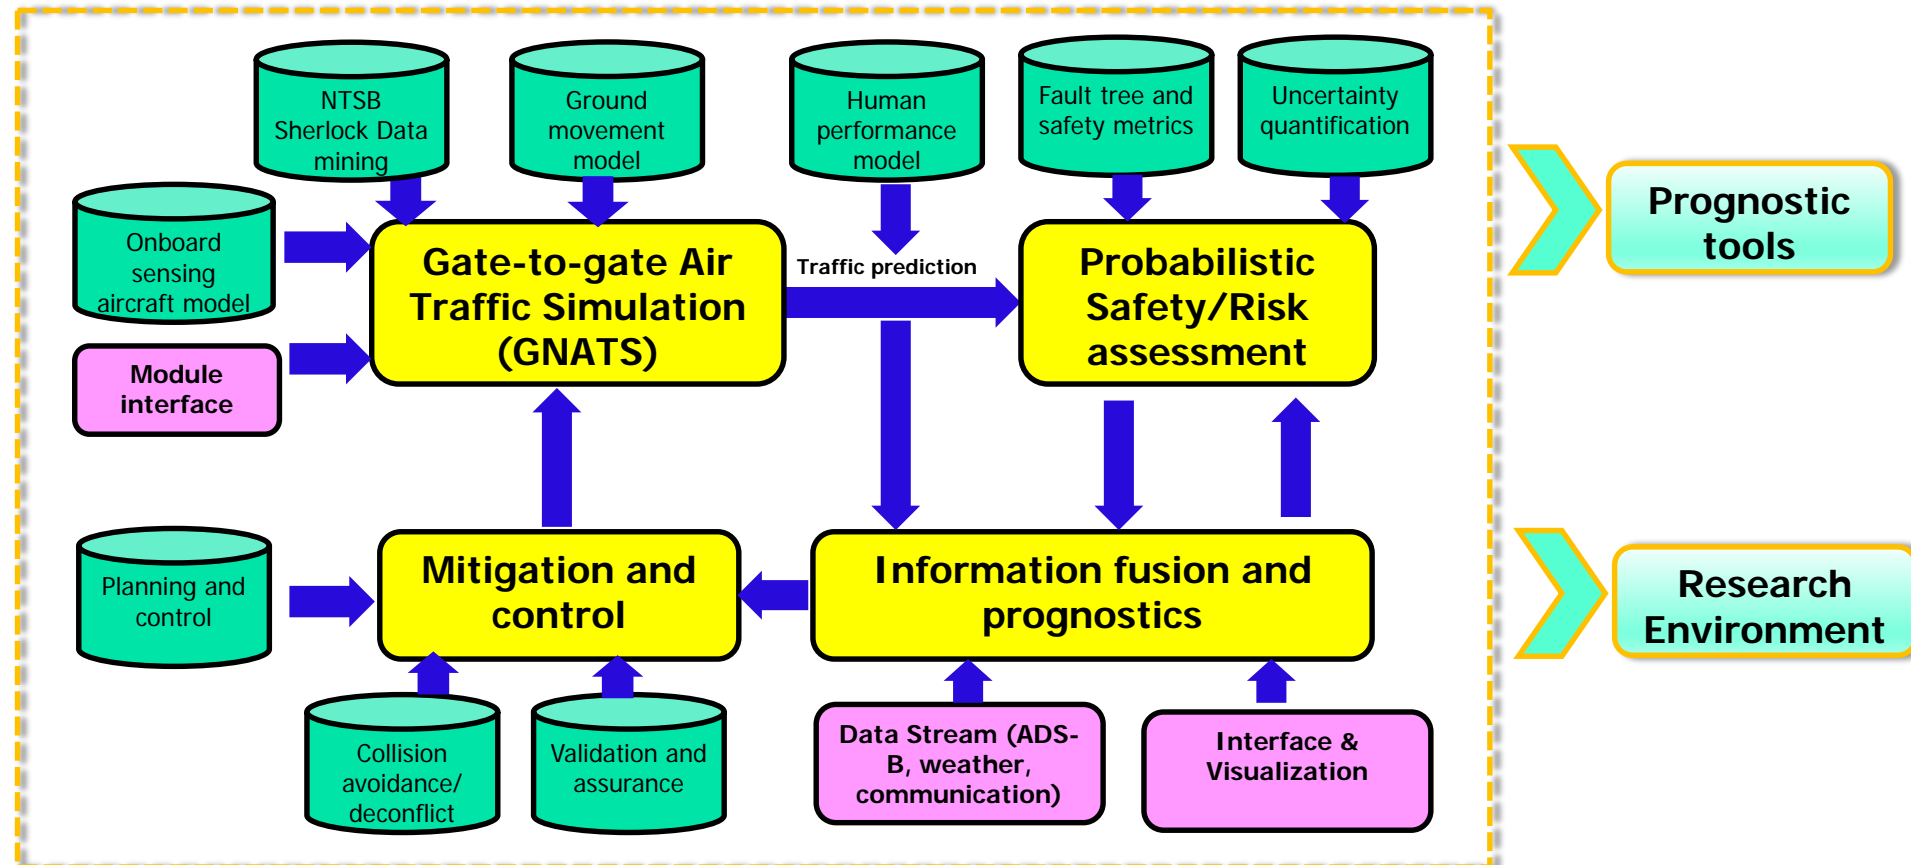 NTSB
Sherlock Data
mining
Ground
movement
model
Human
performance
model
Fault tree and
safety metrics
Uncertainty
quantification
Onboard
sensing
aircraft model
Gate-to-gate Air
Traffic Simulation
(GNATS)
Traffic prediction
Probabilistic
Safety/Risk
assessment
Prognostic
tools
Module
interface
Planning and
control
Mitigation and
control
Information fusion and
prognostics
Research
Environment
Collision
avoidance/
deconflict
Validation and
assurance
Data Stream (ADS-
B, weather,
communication)
Interface &
Visualization